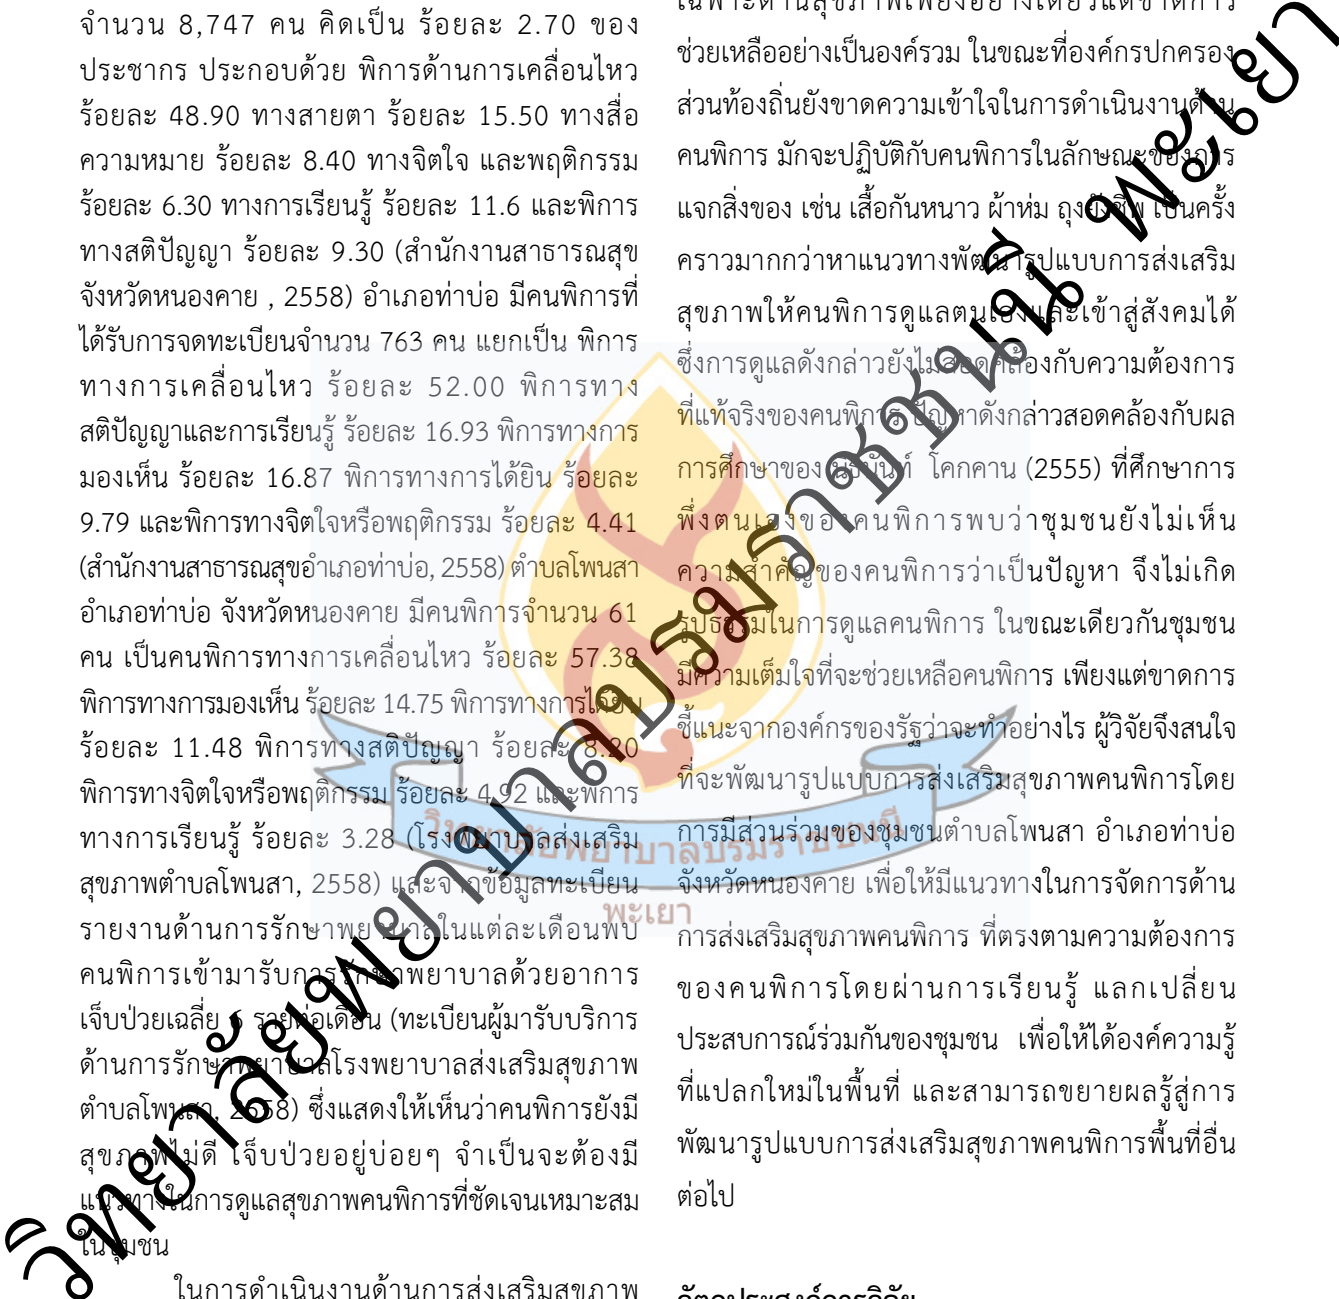 จำนวน 8,747 คน คิดเป็น ร้อยละ 2.70 ของ
ประชากร ประกอบด้วย พิการด้านการเคลื่อนไหว
ร้อยละ 48.90 ทางสายตา ร้อยละ 15.50 ทางสื่อ
ความหมาย ร้อยละ 8.40 ทางจิตใจ และพฤติกรรม
ร้อยละ 6.30 ทางการเรียนรู้ ร้อยละ 11.6 และพิการ
ทางสติปัญญา ร้อยละ 9.30 (สำนักงานสาธารณสุข
จังหวัดหนองคาย , 2558) อำเภอท่าบ่อ มีคนพิการที่
ได้รับการจดทะเบียนจำนวน 763 คน แยกเป็น พิการ
ทางการเคลื่อนไหว ร้อยละ 52.00 พิการทาง
สติปัญญาและการเรียนรู้ ร้อยละ 16.93 พิการทางการ
มองเห็น ร้อยละ 16.87 พิการทางการได้ยิน ร้อยละ
9.79 และพิการทางจิตใจหรือพฤติกรรม ร้อยละ 4.41
(สำนักงานสาธารณสุขอำเภอท่าบ่อ, 2558) ตำบลโพนสา
อำเภอท่าบ่อ จังหวัดหนองคาย มีคนพิการจำนวน 61
คน เป็นคนพิการทางการเคลื่อนไหว ร้อยละ 57.38
พิการทางการมองเห็น ร้อยละ 14.75 พิการทางการได้ยิน
ร้อยละ 11.48 พิการทางสติปัญญา ร้อยละ 8.20
พิการทางจิตใจหรือพฤติกรรม ร้อยละ 4.92 และพิการ
ทางการเรียนรู้ ร้อยละ 3.28 (โรงพยาบาลส่งเสริม
สุขภาพตำบลโพนสา, 2558) และจากข้อมูลทะเบียน
รายงานด้านการรักษาพยาบาลในแต่ละเดือนพบ
คนพิการเข้ามารับการรักษาพยาบาลด้วยอาการ
เจ็บป่วยเฉลี่ย 6 รายต่อเดือน (ทะเบียนผู้มารับบริการ
ด้านการรักษาพยาบาลโรงพยาบาลส่งเสริมสุขภาพ
ตำบลโพนสา, 2558) ซึ่งแสดงให้เห็นว่าคนพิการยังมี
สุขภาพไม่ดี เจ็บป่วยอยู่บ่อยๆ จำเป็นจะต้องมี
แนวทางในการดูแลสุขภาพคนพิการที่ชัดเจนเหมาะสม
ในชุมชน
ในการดำเนินงานด้านการส่งเสริมสุขภาพ
เฉพาะด้านสุขภาพเพียงอย่างเดียวแต่ขาดการ
ช่วยเหลืออย่างเป็นองค์รวม ในขณะที่องค์กรปกครอง
ส่วนท้องถิ่นยังขาดความเข้าใจในการดำเนินงานด้าน
คนพิการ มักจะปฏิบัติกับคนพิการในลักษณะของการ
แจกสิ่งของ เช่น เสื้อกันหนาว ผ้าห่ม ถุงยังชีพ เป็นครั้ง
คราวมากกว่าหาแนวทางพัฒนารูปแบบการส่งเสริม
สุขภาพให้คนพิการดูแลตนเองและเข้าสู่สังคมได้
ซึ่งการดูแลดังกล่าวยังไม่สอดคล้องกับความต้องการ
ที่แท้จริงของคนพิการ ปัญหาดังกล่าวสอดคล้องกับผล
การศึกษาของ โคกคาน (2555) ที่ศึกษาการ
พึ่งตนเองของคนพิการพบว่าชุมชนยังไม่เห็น
ความสำคัญของคนพิการว่าเป็นปัญหา จึงไม่เกิด
รูปธรรมในการดูแลคนพิการ ในขณะเดียวกันชุมชน
มีความเต็มใจที่จะช่วยเหลือคนพิการ เพียงแต่ขาดการ
ชี้แนะจากองค์กรของรัฐว่าจะทำอย่างไร ผู้วิจัยจึงสนใจ
ที่จะพัฒนารูปแบบการส่งเสริมสุขภาพคนพิการโดย
การมีส่วนร่วมของชุมชนตำบลโพนสา อำเภอท่าบ่อ
จังหวัดหนองคาย เพื่อให้มีแนวทางในการจัดการด้าน
การส่งเสริมสุขภาพคนพิการ ที่ตรงตามความต้องการ
ของคนพิการโดยผ่านการเรียนรู้ แลกเปลี่ยน
ประสบการณ์ร่วมกันของชุมชน เพื่อให้ได้องค์ความรู้
ที่แปลกใหม่ในพื้นที่ และสามารถขยายผลรู้สู่การ
พัฒนารูปแบบการส่งเสริมสุขภาพคนพิการพื้นที่อื่น
ต่อไป
วัตถุประสงค์การวิจัย
วิทยาลัยพยาบาลบรมราชชนนี พะเยา
วิทยาลัยพยาบาลบรมราชชนนี
พะเยา